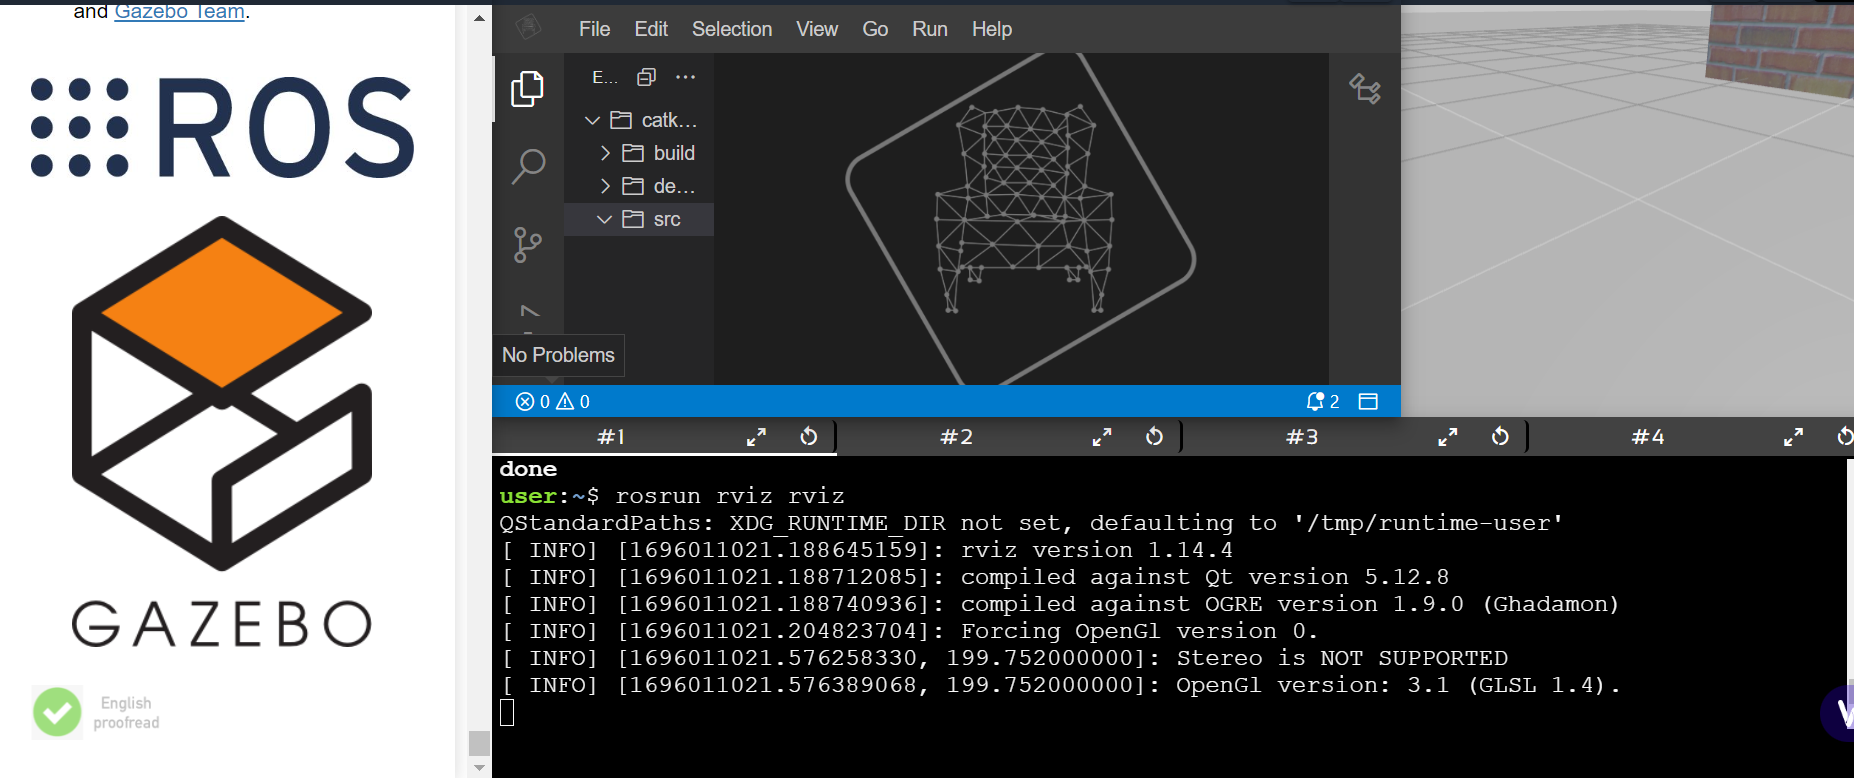 and Gazebo Team.
ROS
GAZEBO
English
proofread
File Edit Selection View Go Run Help
E...
catk...
build
de...
src
No Problems
0 0
2
#1 #2 #3 #4
done
user:~$ rosrun rviz rviz
QStandardPaths: XDG_RUNTIME_DIR not set, defaulting to '/tmp/runtime-user'
[ INFO] [1696011021.188645159]: rviz version 1.14.4
[ INFO] [1696011021.188712085]: compiled against Qt version 5.12.8
[ INFO] [1696011021.188740936]: compiled against OGRE version 1.9.0 (Ghadamon)
[ INFO] [1696011021.204823704]: Forcing OpenGl version 0.
[ INFO] [1696011021.576258330, 199.752000000]: Stereo is NOT SUPPORTED
[ INFO] [1696011021.576389068, 199.752000000]: OpenGl version: 3.1 (GLSL 1.4).